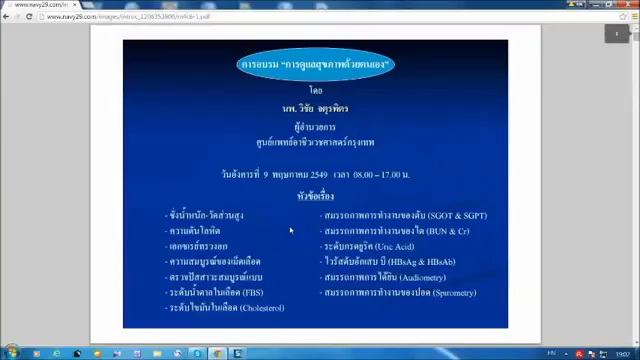 www.navy29.com/im
www.navy29.com/images/introc_1208353806/m4c6-1.pdf
1
การอบรม "การดูแลสุขภาพด้วยตนเอง"
โดย
นพ. วิชัย จตุรพิตร
ผู้อำนวยการ
ศูนย์แพทย์อาชีวเวชศาสตร์กรุงเทพ
วันอังคารที่ 9 พฤษภาคม 2549 เวลา 08.00 – 17.00 น.
หัวข้อเรื่อง
- ชั่งน้ำหนัก-วัดส่วนสูง
- ความดันโลหิต
- เอกซเรย์ทรวงอก
- ความสมบูรณ์ของเม็ดเลือด
- ตรวจปัสสาวะสมบูรณ์แบบ
- ระดับน้ำตาลในเลือด (FBS)
- ระดับไขมันในเลือด (Cholesterol)
- สมรรถภาพการทำงานของตับ (SGOT & SGPT)
- สมรรถภาพการทำงานของไต (BUN & Cr)
- ระดับกรดยูริค (Uric Acid)
- ไวรัสตับอักเสบ บี (HBsAg & HBsAb)
- สมรรถภาพการได้ยิน (Audiometry)
- สมรรถภาพการทำงานของปอด (Spirometry)
EN
19:07